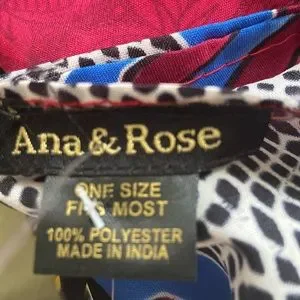 Ana & Rose
ONE SIZE
FITS MOST
100% POLYESTER
MADE IN INDIA